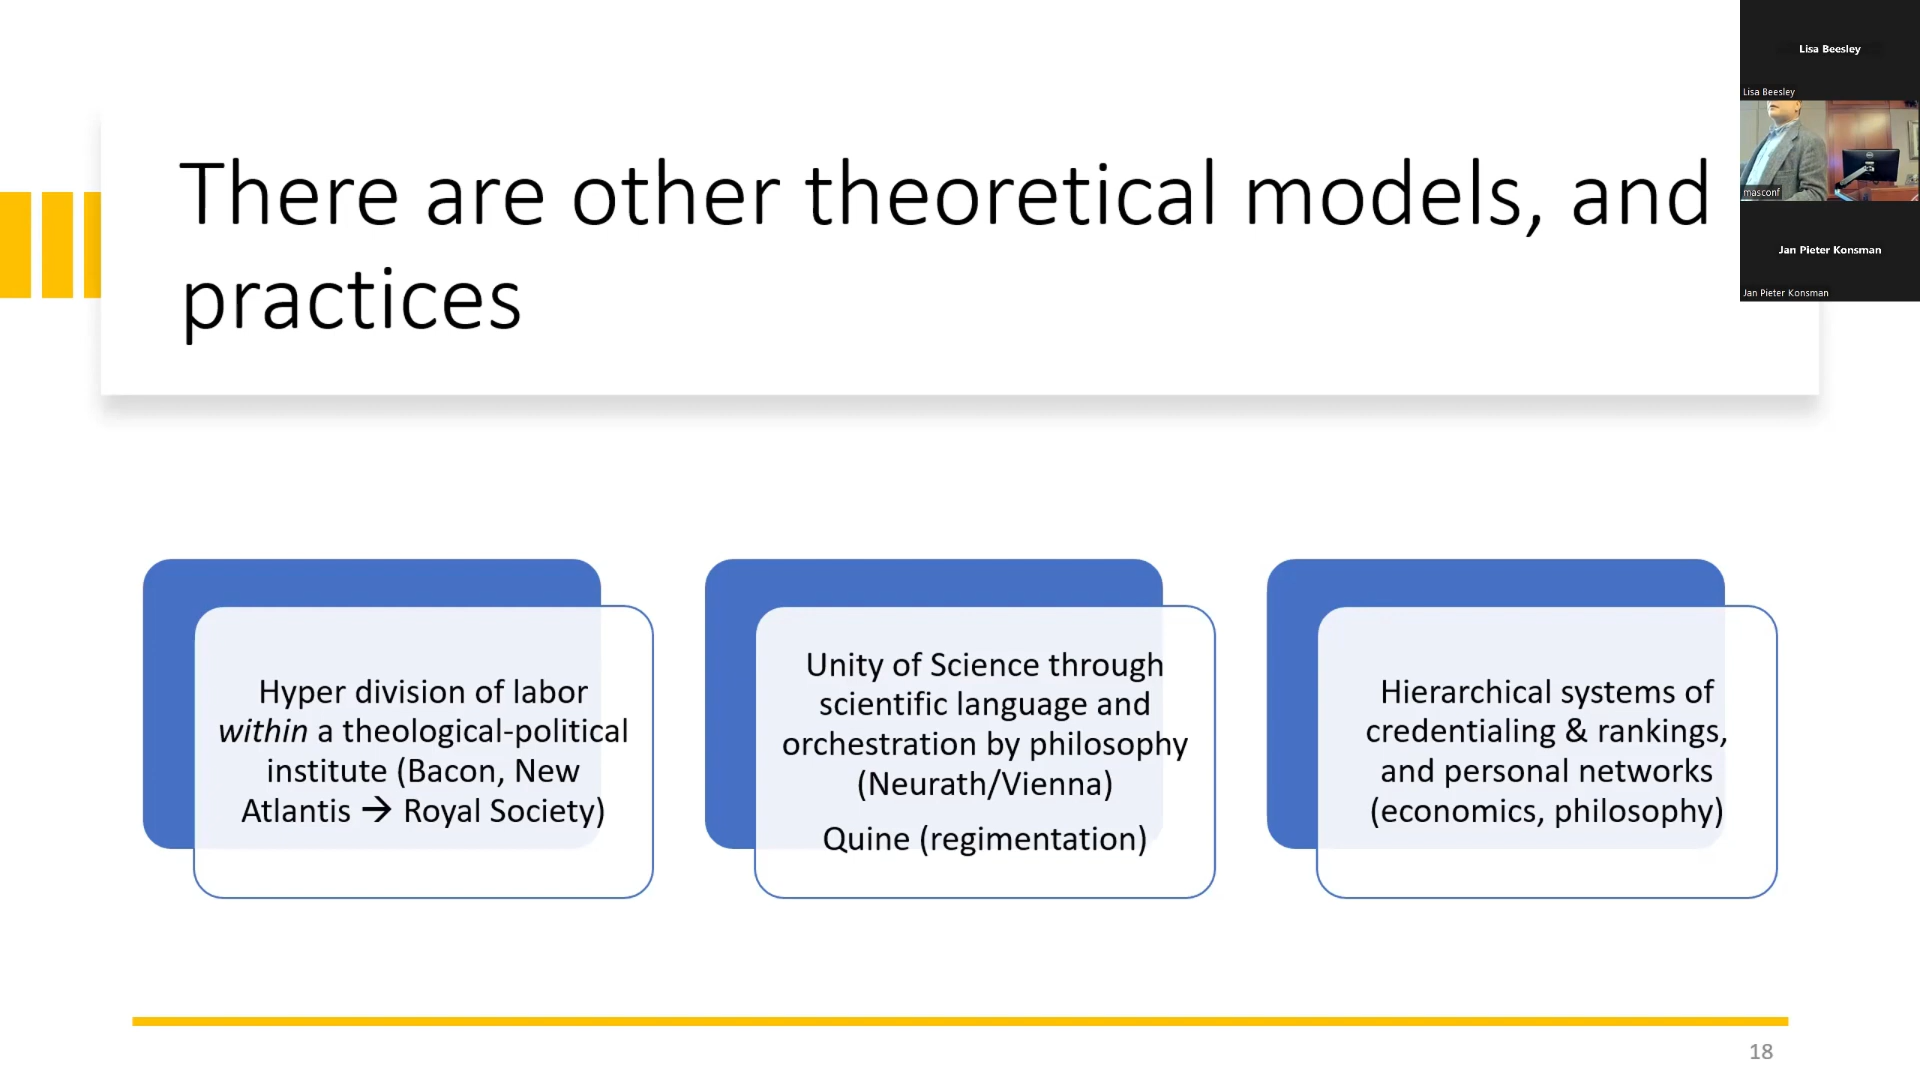 Lisa Beesley
Lisa Beesley
masconf
Jan Pieter Konsman
Jan Pieter Konsman
There are other theoretical models, and
practices
Hyper division of labor
within a theological-political
institute (Bacon, New
Atlantis → Royal Society)
Unity of Science through
scientific language and
orchestration by philosophy
(Neurath/Vienna)
Quine (regimentation)
Hierarchical systems of
credentialing & rankings,
and personal networks
(economics, philosophy)
18